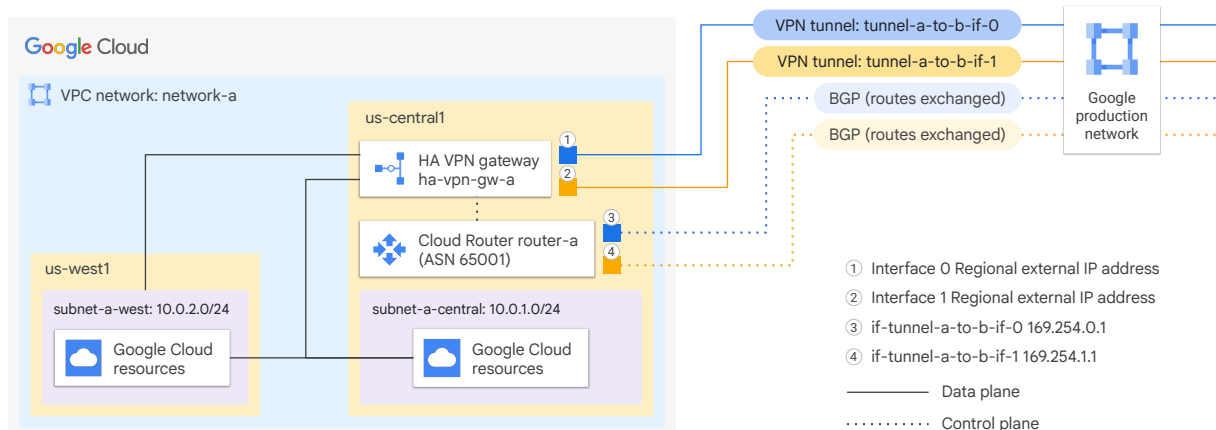 Google Cloud
VPC network: network-a
us-central1
HA VPN gateway
ha-vpn-gw-a
1
2
Cloud Router router-a
(ASN 65001)
3
4
us-west1
subnet-a-west: 10.0.2.0/24
Google Cloud
resources
subnet-a-central: 10.0.1.0/24
Google Cloud
resources
VPN tunnel: tunnel-a-to-b-if-0
VPN tunnel: tunnel-a-to-b-if-1
BGP (routes exchanged)
BGP (routes exchanged)
Google
production
network
1 Interface 0 Regional external IP address
2 Interface 1 Regional external IP address
3 if-tunnel-a-to-b-if-0 169.254.0.1
4 if-tunnel-a-to-b-if-1 169.254.1.1
Data plane
Control plane